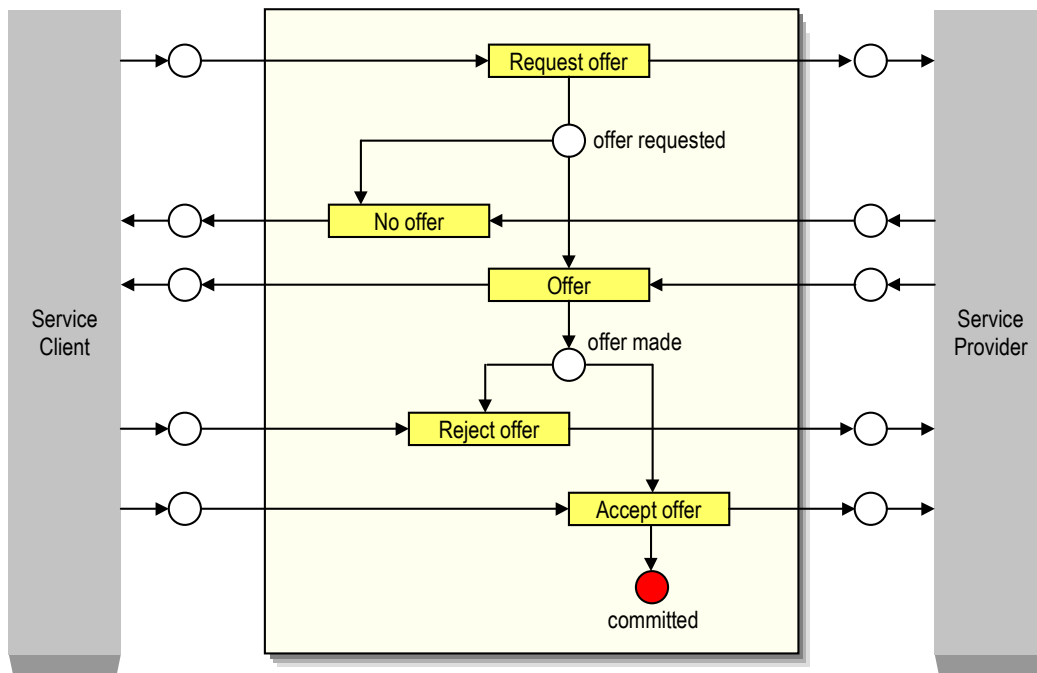 Request offer
offer requested
No offer
Offer
Service
Client
Service
Provider
offer made
Reject offer
Accept offer
committed